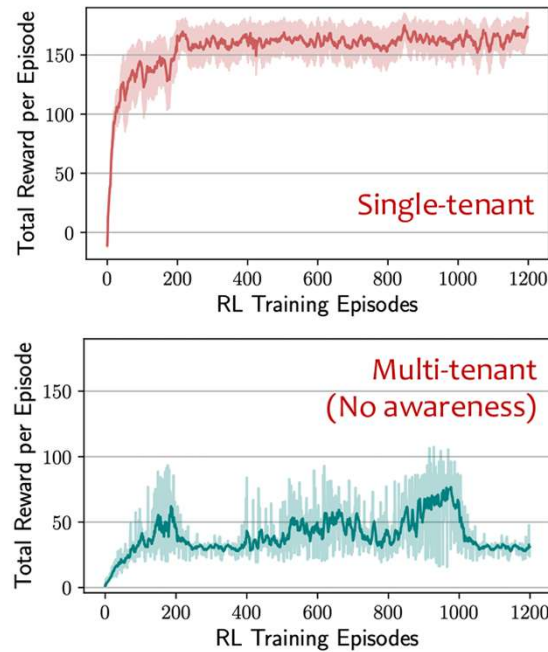 Total Reward per Episode
150
100
50
0
Single-tenant
0 200 400 600 800 1000 1200
RL Training Episodes
Total Reward per Episode
Multi-tenant
(No awareness)
150
100
50
0
0 200 400 600 800 1000 1200
RL Training Episodes